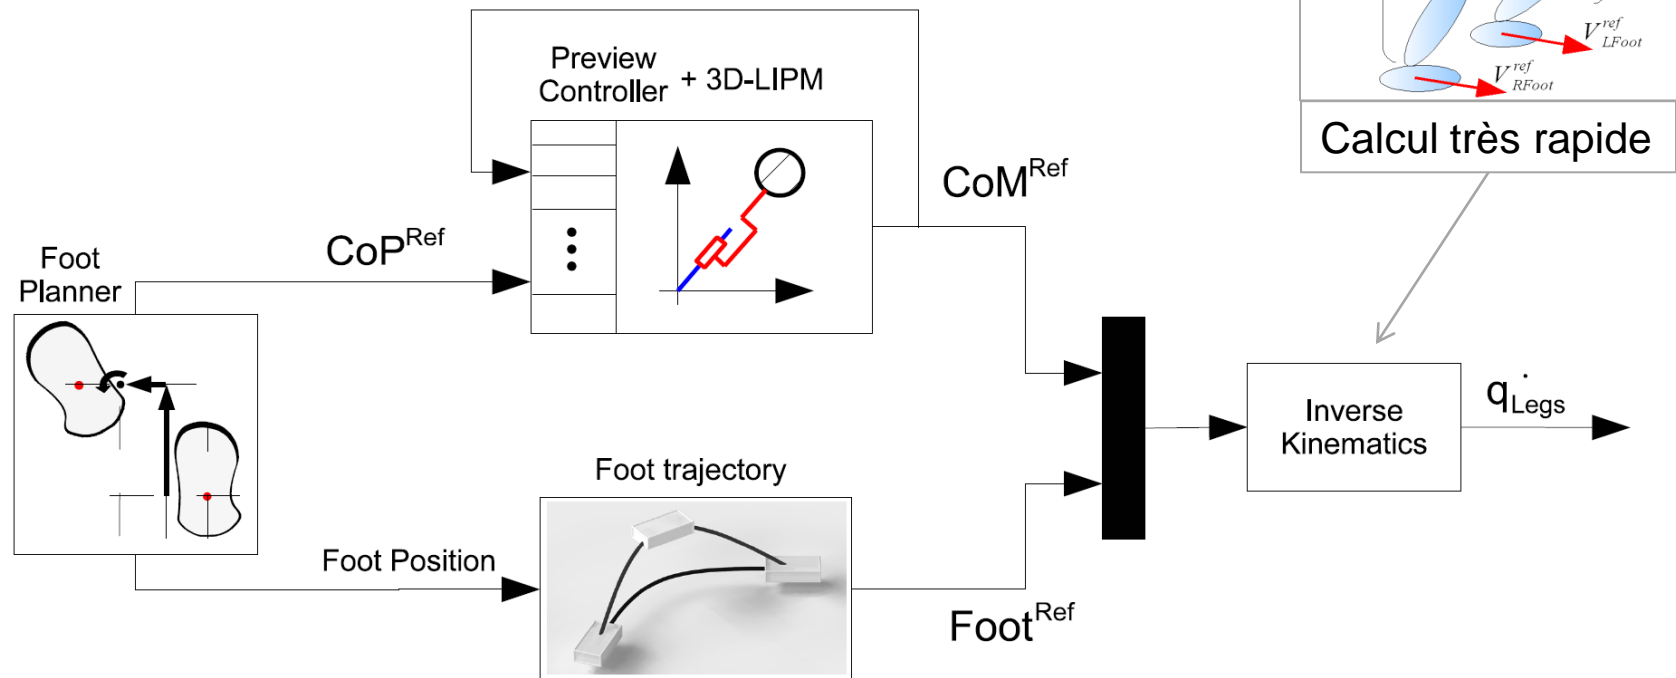 V^{ref}_{LFoot}
V^{ref}_{RFoot}
Calcul très rapide
Preview
Controller + 3D-LIPM
CoM^{Ref}
CoP^{Ref}
Foot
Planner
Inverse
Kinematics
q̇_{Legs}
Foot trajectory
Foot Position
Foot^{Ref}